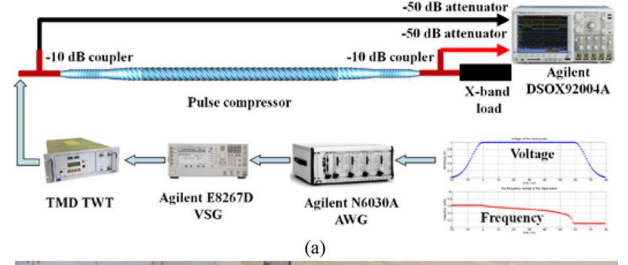 -50 dB attenuator
-50 dB attenuator
-10 dB coupler
-10 dB coupler
Pulse compressor
X-band
load
Agilent
DSOX92004A
TMD TWT
Agilent E8267D
VSG
Agilent N6030A
AWG
Voltage
Frequency
(a)